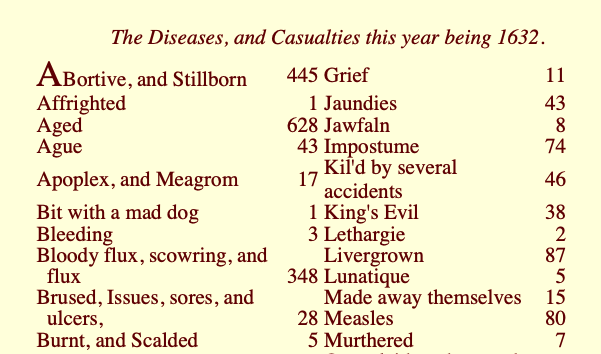 The Diseases, and Casualties this year being 1632.
ABortive, and Stillborn 445 Grief 11
Affrighted 1 Jaundies 43
Aged 628 Jawfaln 8
Ague 43 Impostume 74
Apoplex, and Meagrom 17 Kil'd by several
accidents 46
Bit with a mad dog 1 King's Evil 38
Bleeding 3 Lethargie 2
Bloody flux, scowring, and
flux 348 Livergrown 87
Lunatique 5
Brused, Issues, sores, and
ulcers, 28 Made away themselves 15
Measles 80
Burnt, and Scalded 5 Murthered 7